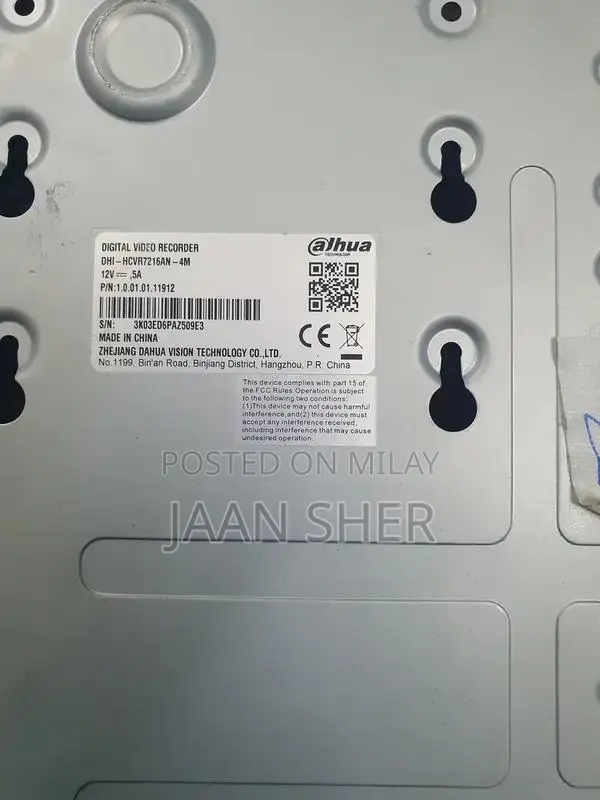 DIGITAL VIDEO RECORDER
DHI-HCVR7216AN-4M
12V⎓,5A
P/N:1.0.01.01.11912
alhua
TECHNOLOGY
S/N: 3K03ED6PAZ509E3
MADE IN CHINA
ZHEJIANG DAHUA VISION TECHNOLOGY CO.,LTD.
No.1199, Bin'an Road, Binjiang District, Hangzhou, P.R. China
CE
This device complies with part 15 of
the FCC Rules.Operation is subject
to the following two conditions:
(1)This device may not cause harmful
interference,and(2) this device must
accept any interference received,
including interference that may cause
undesired operation.
POSTED ON MILAY
JAAN SHER